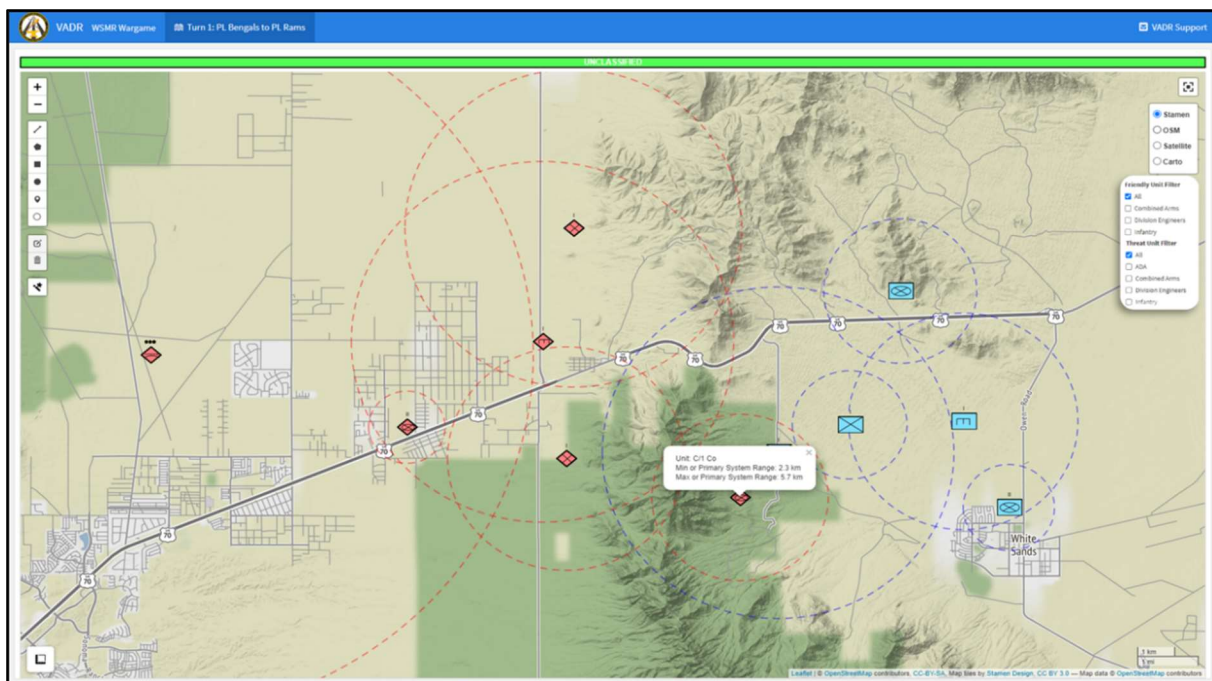 VADR WSMR Wargame Turn 1: PL Bengals to PL Rams VADR Support
UNCLASSIFIED
+
−
Stamen
OSM
Satellite
Carto
Friendly Unit Filter
All
Combined Arms
Division Engineers
Infantry
Threat Unit Filter
All
ADA
Combined Arms
Division Engineers
Infantry
70
70
70
70
70
70
70
70
70
70
Owen Road
Unit: C/1 Co
Min or Primary System Range: 2.3 km
Max or Primary System Range: 5.7 km
×
White
Sands
Leaflet | © OpenStreetMap contributors, CC-BY-SA, Map tiles by Stamen Design, CC BY 3.0 — Map data © OpenStreetMap contributors